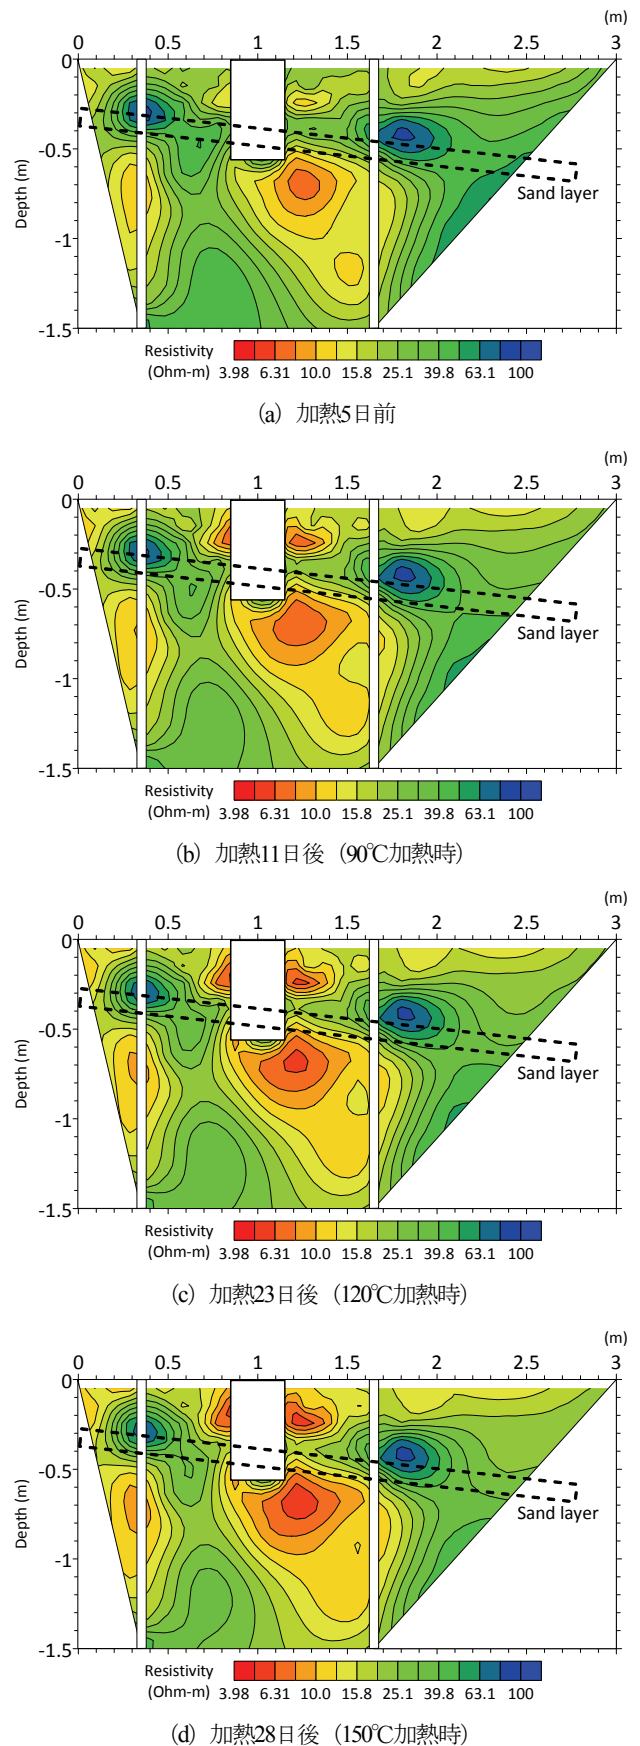 (m)
0 0.5 1 1.5 2 2.5 3
0
-0.5
-1
-1.5
Depth (m)
Sand layer
Resistivity
(Ohm-m) 3.98 6.31 10.0 15.8 25.1 39.8 63.1 100
(a) 加熱5日前
(m)
0 0.5 1 1.5 2 2.5 3
0
-0.5
-1
-1.5
Depth (m)
Sand layer
Resistivity
(Ohm-m) 3.98 6.31 10.0 15.8 25.1 39.8 63.1 100
(b) 加熱11日後 (90℃加熱時)
(m)
0 0.5 1 1.5 2 2.5 3
0
-0.5
-1
-1.5
Depth (m)
Sand layer
Resistivity
(Ohm-m) 3.98 6.31 10.0 15.8 25.1 39.8 63.1 100
(c) 加熱23日後 (120℃加熱時)
(m)
0 0.5 1 1.5 2 2.5 3
0
-0.5
-1
-1.5
Depth (m)
Sand layer
Resistivity
(Ohm-m) 3.98 6.31 10.0 15.8 25.1 39.8 63.1 100
(d) 加熱28日後 (150℃加熱時)